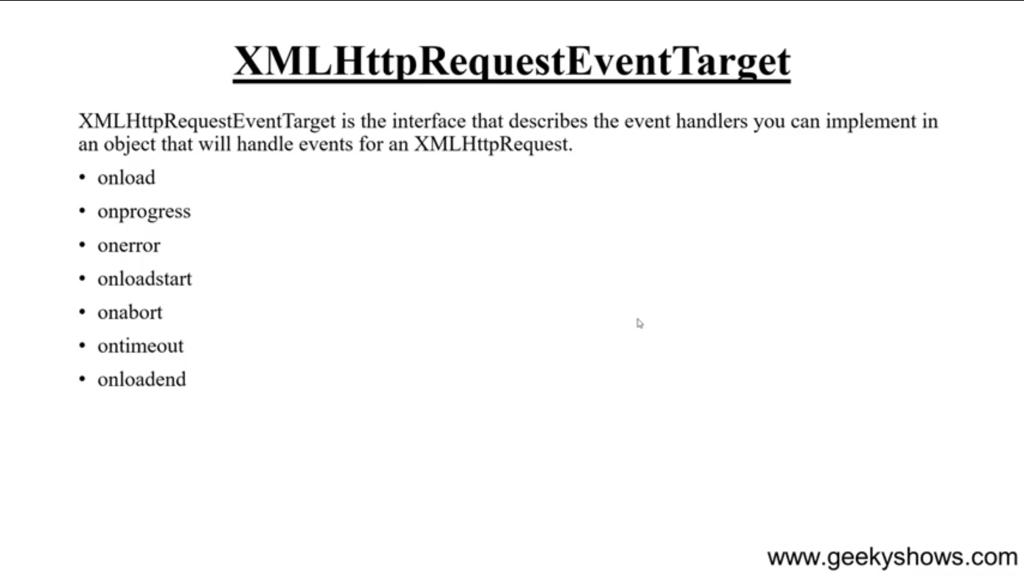 XMLHttpRequestEventTarget
XMLHttpRequestEventTarget is the interface that describes the event handlers you can implement in
an object that will handle events for an XMLHttpRequest.
• onload
• onprogress
• onerror
• onloadstart
• onabort
• ontimeout
• onloadend
www.geekyshows.com